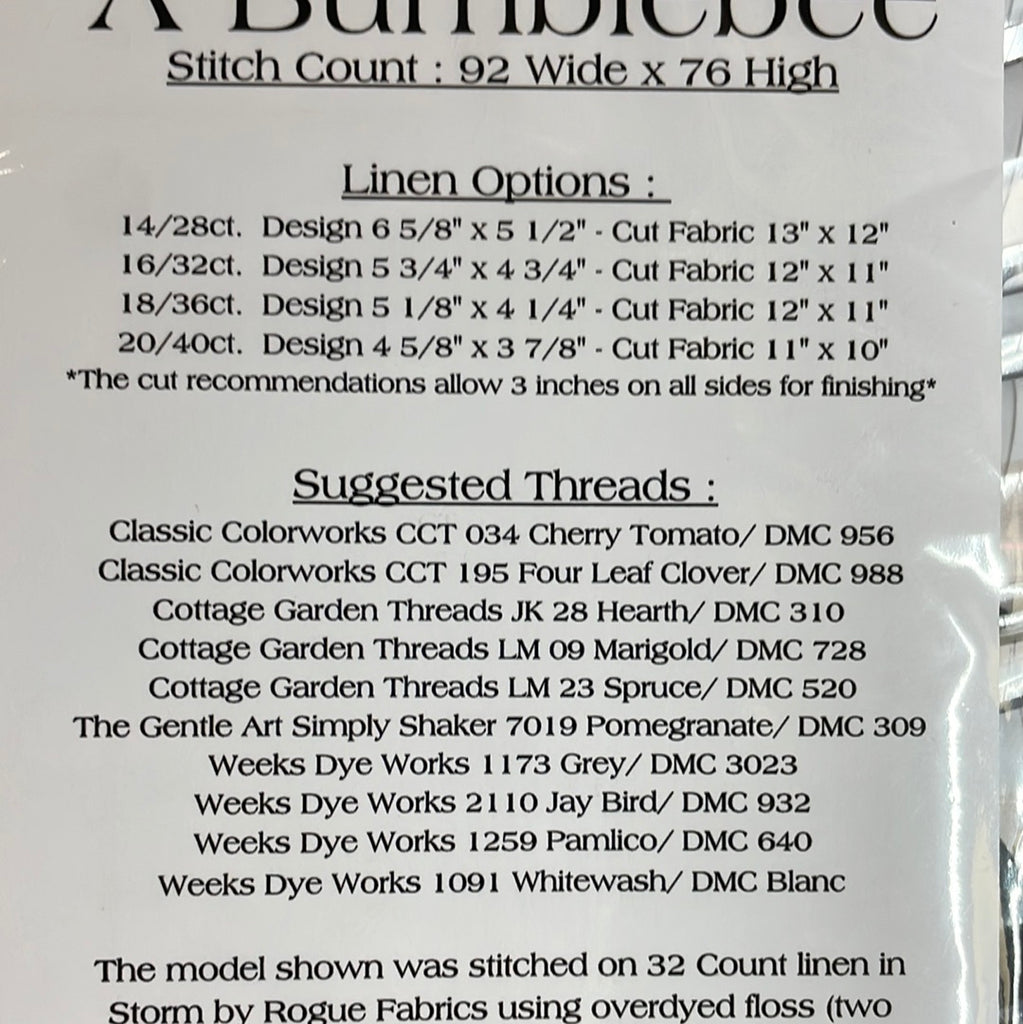 A Bumblebee
Stitch Count : 92 Wide x 76 High
Linen Options :
14/28ct. Design 6 5/8" x 5 1/2" - Cut Fabric 13" x 12"
16/32ct. Design 5 3/4" x 4 3/4" - Cut Fabric 12" x 11"
18/36ct. Design 5 1/8" x 4 1/4" - Cut Fabric 12" x 11"
20/40ct. Design 4 5/8" x 3 7/8" - Cut Fabric 11" x 10"
*The cut recommendations allow 3 inches on all sides for finishing*
Suggested Threads :
Classic Colorworks CCT 034 Cherry Tomato/ DMC 956
Classic Colorworks CCT 195 Four Leaf Clover/ DMC 988
Cottage Garden Threads JK 28 Hearth/ DMC 310
Cottage Garden Threads LM 09 Marigold/ DMC 728
Cottage Garden Threads LM 23 Spruce/ DMC 520
The Gentle Art Simply Shaker 7019 Pomegranate/ DMC 309
Weeks Dye Works 1173 Grey/ DMC 3023
Weeks Dye Works 2110 Jay Bird/ DMC 932
Weeks Dye Works 1259 Pamlico/ DMC 640
Weeks Dye Works 1091 Whitewash/ DMC Blanc
The model shown was stitched on 32 Count linen in
Storm by Rogue Fabrics using overdyed floss (two